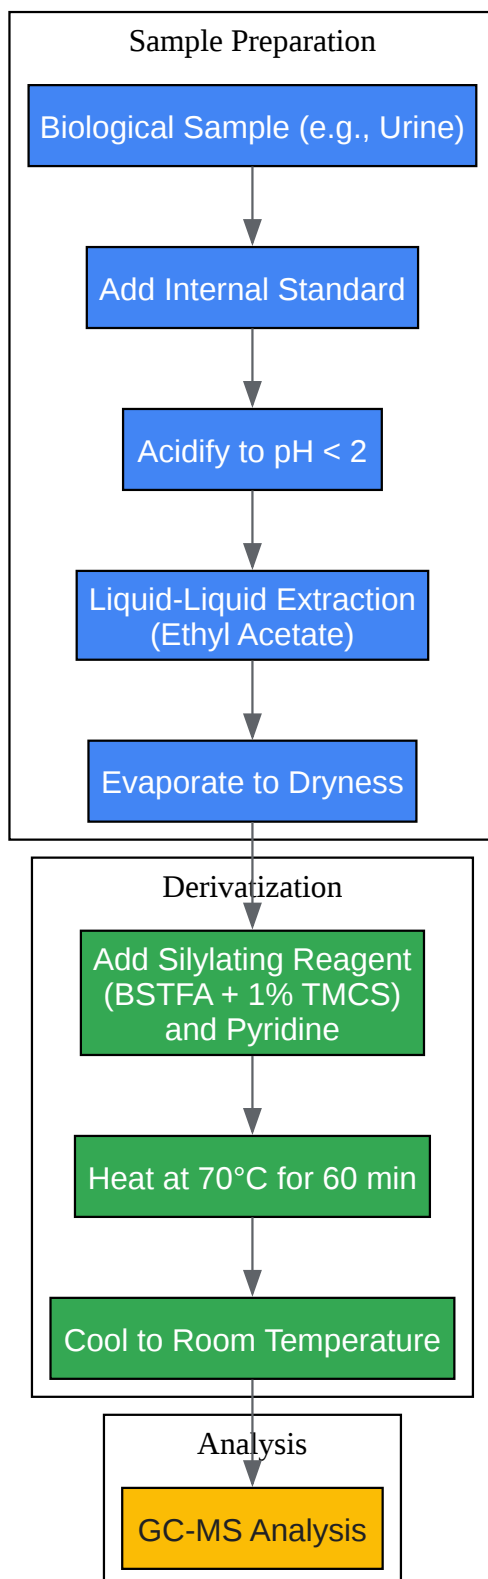 Sample Preparation
Biological Sample (e.g., Urine)
Add Internal Standard
Acidify to pH < 2
Liquid-Liquid Extraction
(Ethyl Acetate)
Evaporate to Dryness
Derivatization
Add Silylating Reagent
(BSTFA + 1% TMCS)
and Pyridine
Heat at 70°C for 60 min
Cool to Room Temperature
Analysis
GC-MS Analysis